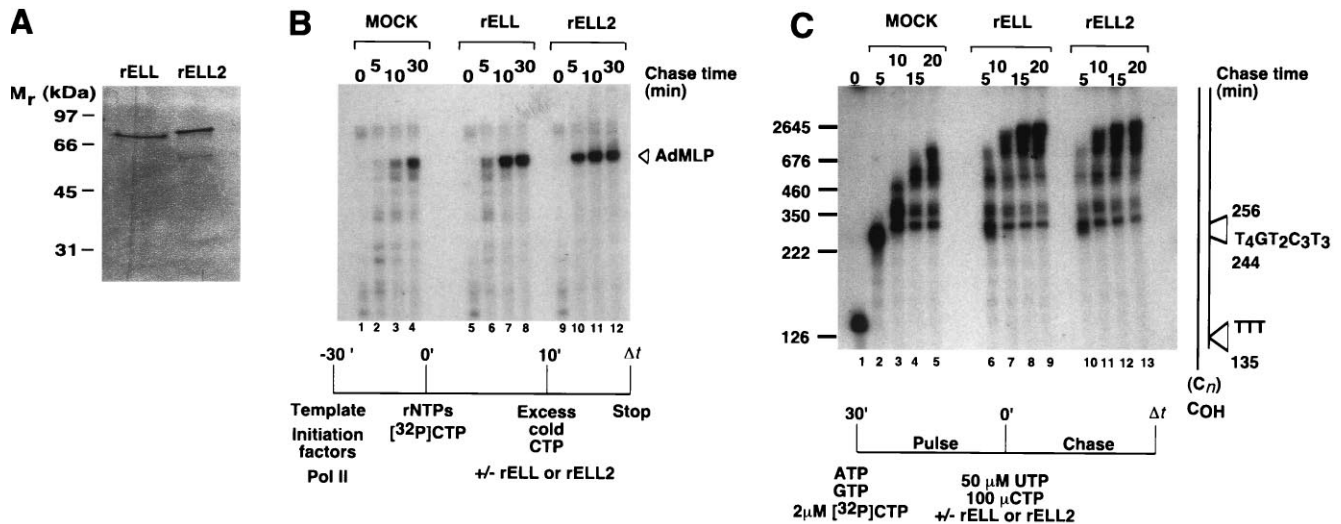 A
rELL rELL2
Mr (kDa)
97
66
45
31
B
MOCK rELL rELL2
0 5 10 30 0 5 10 30 0 5 10 30 Chase time (min)
AdMLP
1 2 3 4 5 6 7 8 9 10 11 12
-30 ' 0' 10' Δt
Template rNTPs Excess Stop
Initiation [32P]CTP cold
factors CTP
Pol II +/- rELL or rELL2
C
MOCK rELL rELL2
0 5 10 15 20 5 10 15 20 5 10 15 20 Chase time (min)
2645
676
460
350
222
126
256
T4GT2C3T3
244
TTT
135
(Cn)
COH
1 2 3 4 5 6 7 8 9 10 11 12 13
30' 0' Δt
Pulse Chase
ATP 50 μM UTP
GTP 100 μCTP
2μM [32P]CTP +/- rELL or rELL2